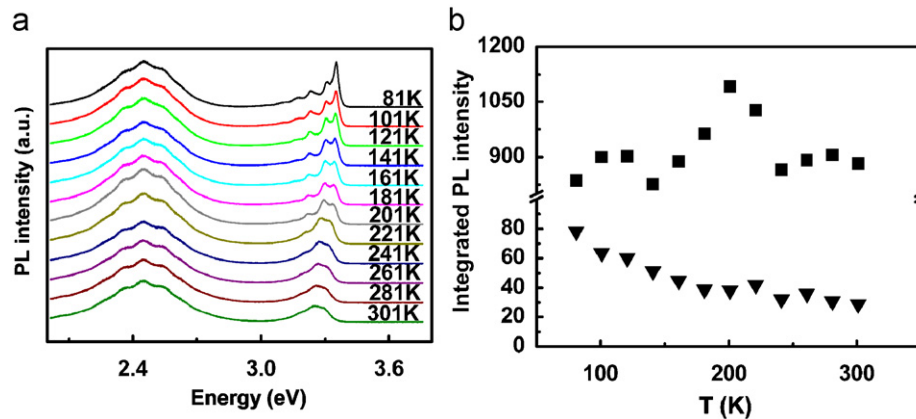 a
PL intensity (a.u.)
81K
101K
121K
141K
161K
181K
201K
221K
241K
261K
281K
301K
2.4 3.0 3.6
Energy (eV)
b
Integrated PL intensity
1200
1050
900
80
60
40
20
0
100 200 300
T (K)